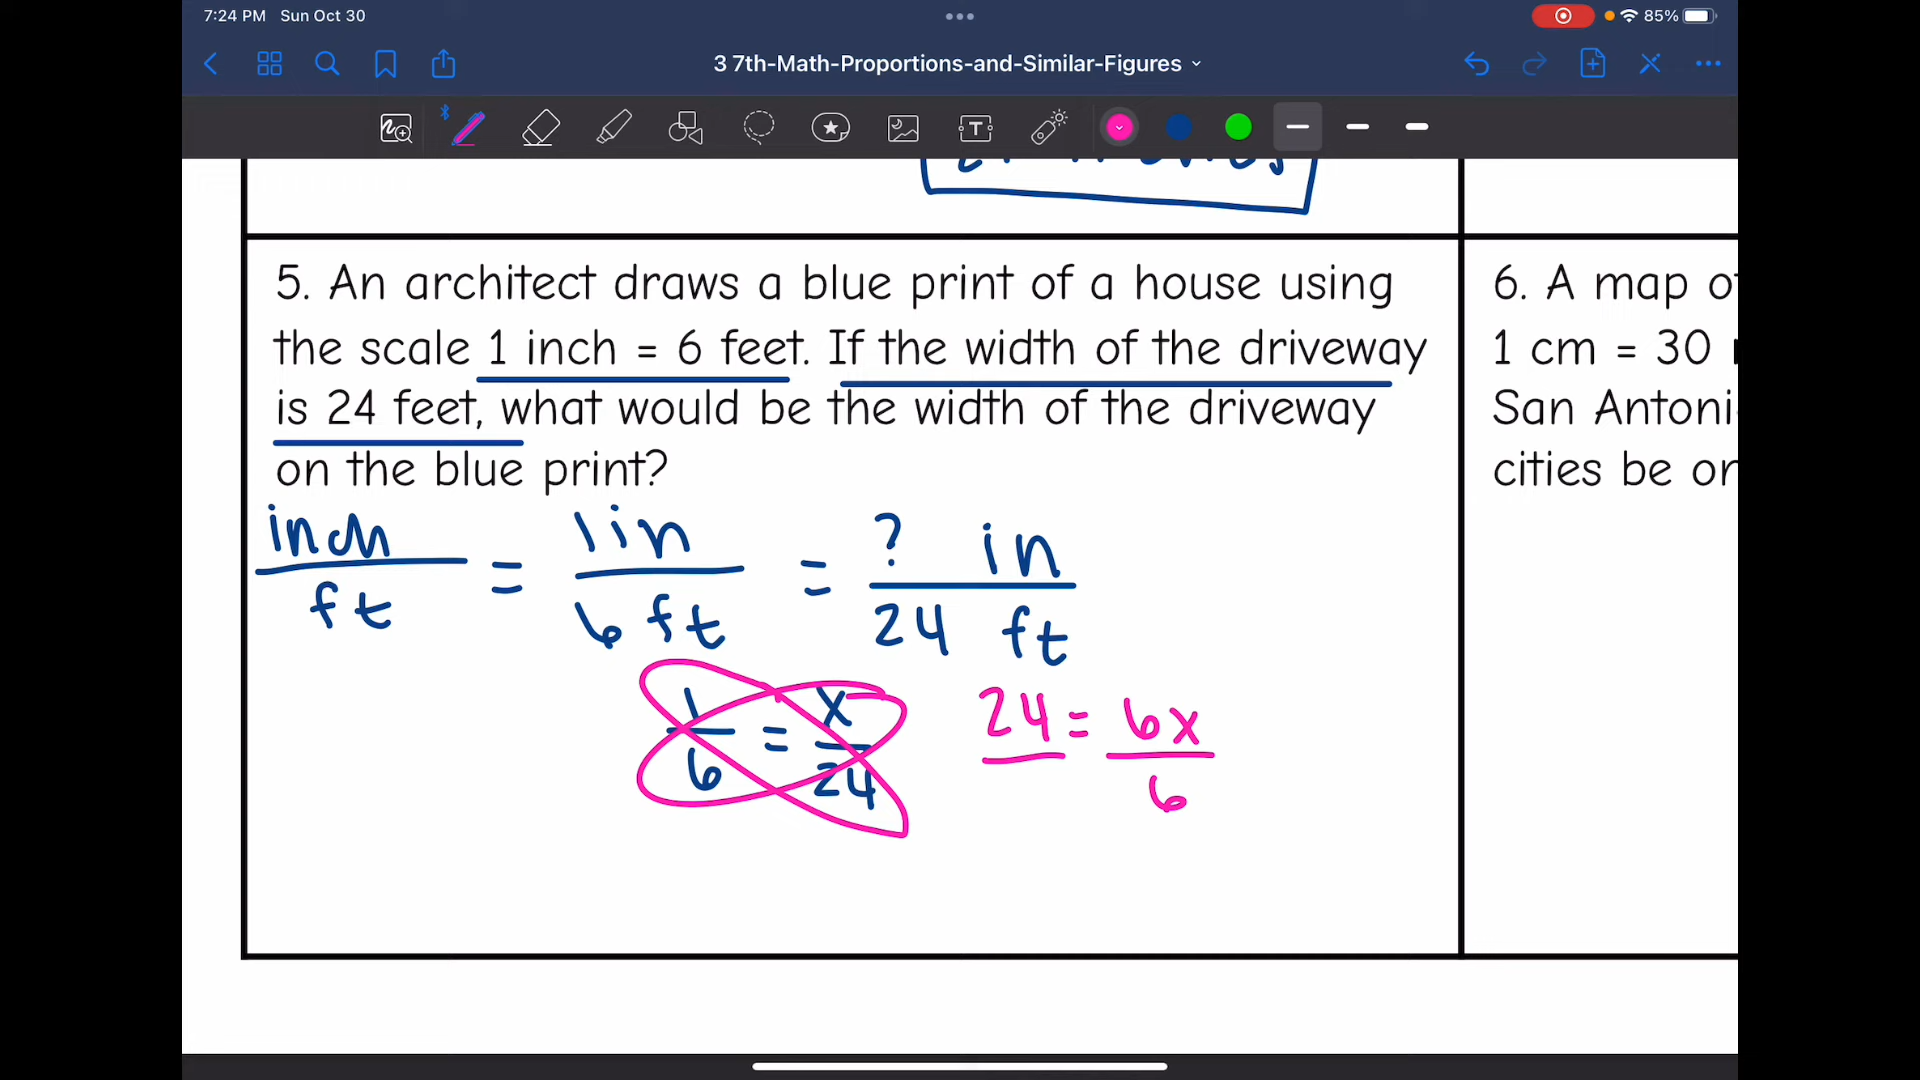 7:24 PM Sun Oct 30
85%
3 7th-Math-Proportions-and-Similar-Figures
T
5. An architect draws a blue print of a house using
the scale 1 inch = 6 feet. If the width of the driveway
is 24 feet, what would be the width of the driveway
on the blue print?
inch/ft = 1 in/6 ft = ? in/24 ft
1/6 = x/24
24 = 6x/6
6. A map o
1 cm = 30
San Antoni
cities be or